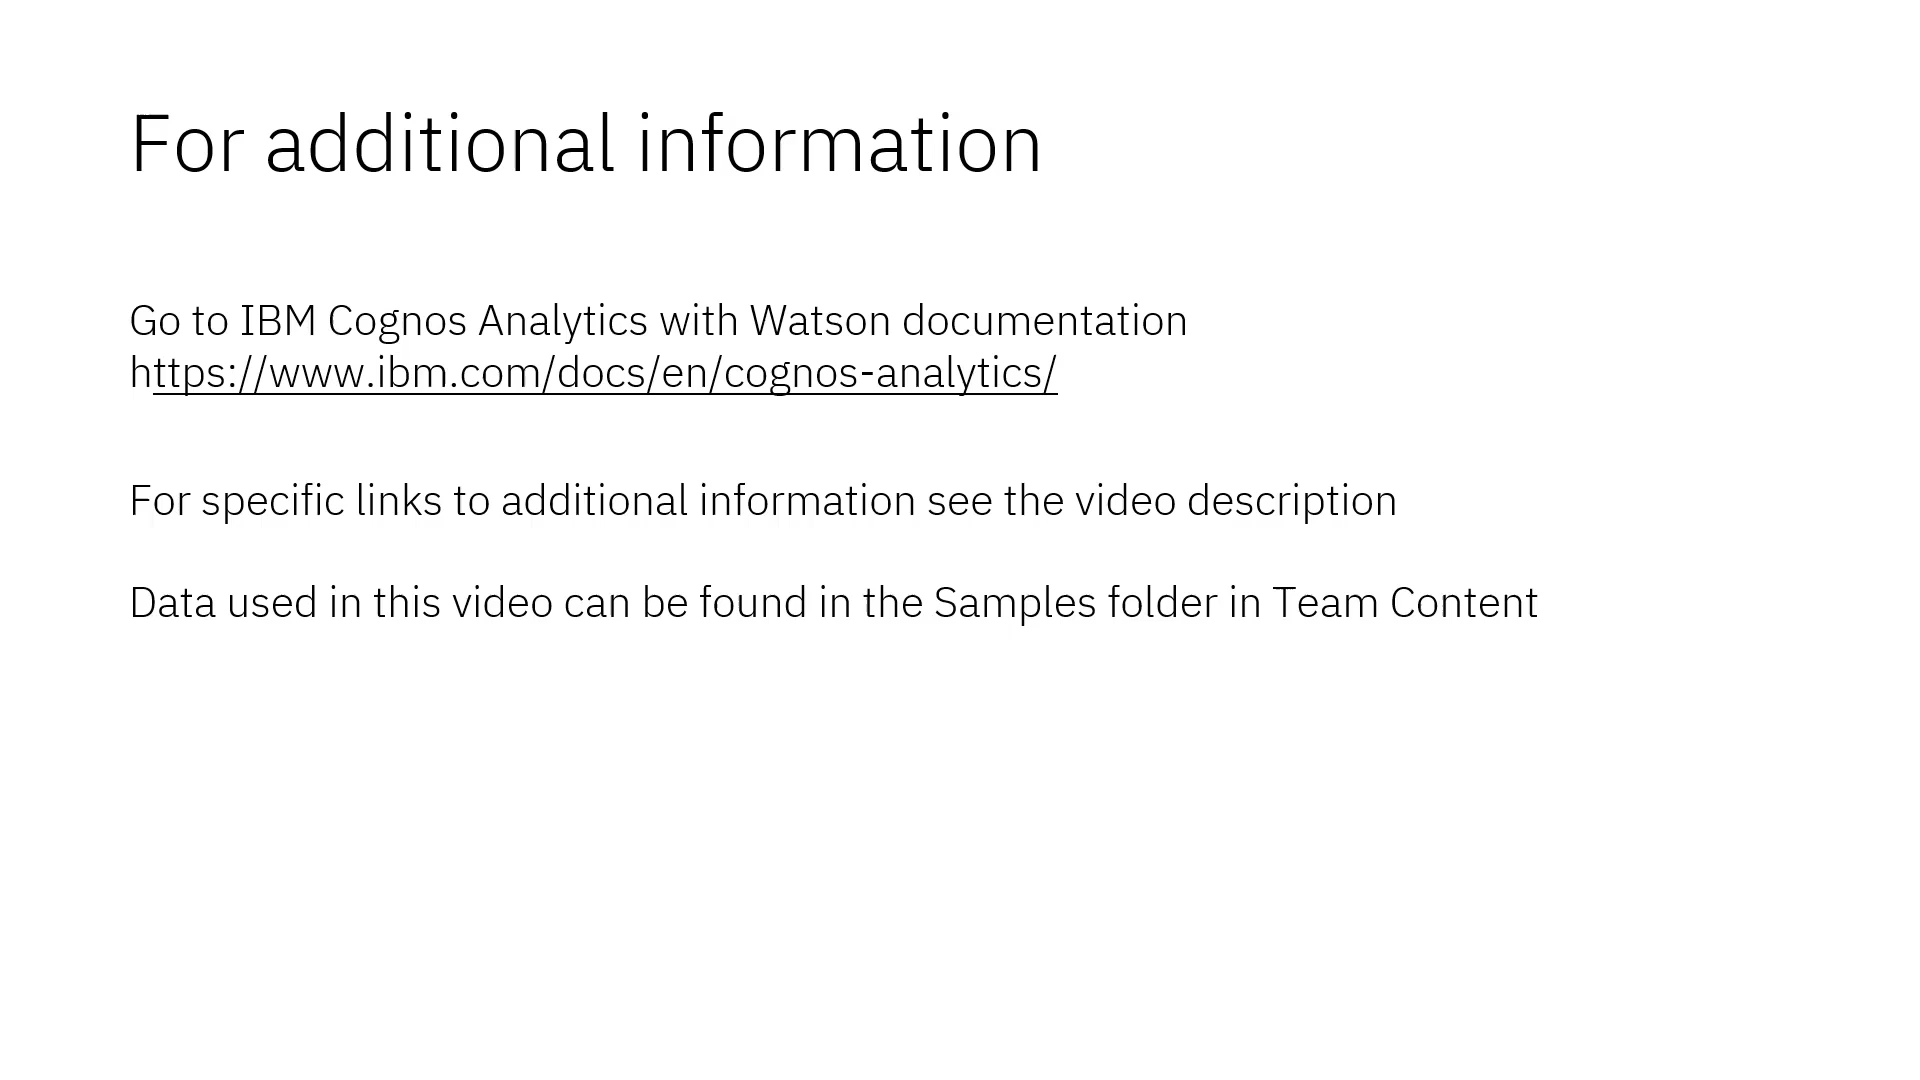 For additional information
Go to IBM Cognos Analytics with Watson documentation
https://www.ibm.com/docs/en/cognos-analytics/
For specific links to additional information see the video description
Data used in this video can be found in the Samples folder in Team Content